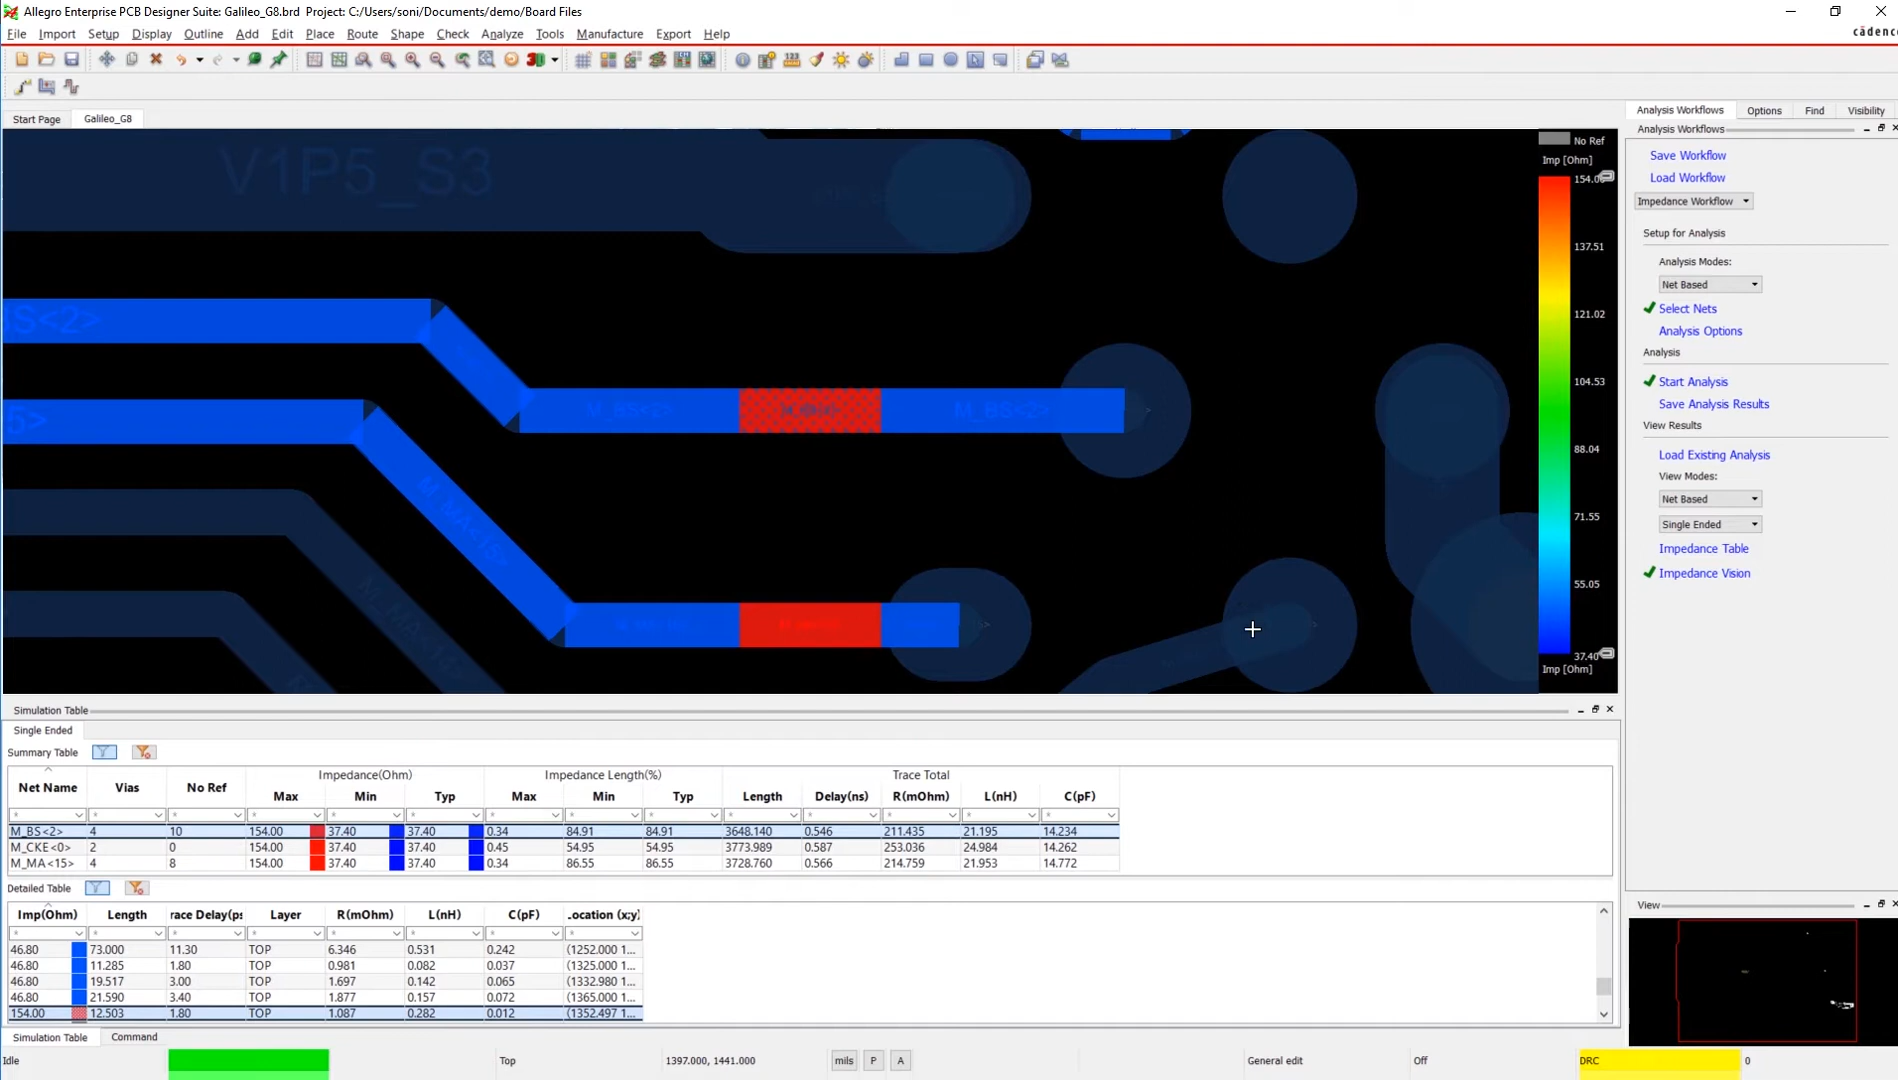 Allegro Enterprise PCB Designer Suite: Galileo_G8.brd Project: C:/Users/soni/Documents/demo/Board Files
File Import Setup Display Outline Edit Add Place Route Shape Check Analyze Tools Manufacture Export Help
cādence
3D
Start Page Galileo_G8
Analysis Workflows Options Find Visibility
Analysis Workflows
Save Workflow
Load Workflow
Impedance Workflow
Setup for Analysis
Analysis Modes:
Net Based
Select Nets
Analysis Options
Analysis
Start Analysis
Save Analysis Results
View Results
Load Existing Analysis
View Modes:
Net Based
Single Ended
Impedance Table
Impedance Vision
V1P5_S3
BS<2>
M_BS<2> M_BS<2>
5>
M_MA<15>
No Ref
Imp [Ohm]
154.0
137.51
121.02
104.53
88.04
71.55
55.05
37.40
Imp [Ohm]
Simulation Table
Single Ended
Summary Table
Impedance(Ohm) Impedance Length(%) Trace Total
Net Name Vias No Ref Max Min Typ Max Min Typ Length Delay(ns) R(mOhm) L(nH) C(pF)
* * * * * * * * * * * * * *
M_BS<2> 4 10 154.00 37.40 37.40 0.34 84.91 84.91 3648.140 0.546 211.435 21.195 14.234
M_CKE<0> 2 0 154.00 37.40 37.40 0.45 54.95 54.95 3773.989 0.587 253.036 24.984 14.262
M_MA<15> 4 8 154.00 37.40 37.40 0.34 86.55 86.55 3728.760 0.566 214.759 21.953 14.772
Detailed Table
Imp(Ohm) Length race Delay(ps Layer R(mOhm) L(nH) C(pF) .ocation (x;y)
* * * * * * * *
46.80 73.000 11.30 TOP 6.346 0.531 0.242 (1252.000 1...
46.80 11.285 1.80 TOP 0.981 0.082 0.037 (1325.000 1...
46.80 19.517 3.00 TOP 1.697 0.142 0.065 (1332.980 1...
46.80 21.590 3.40 TOP 1.877 0.157 0.072 (1365.000 1...
154.00 12.503 1.80 TOP 1.087 0.282 0.012 (1352.497 1...
View
Simulation Table Command
Idle Top 1397.000, 1441.000 mils P A General edit Off DRC 0